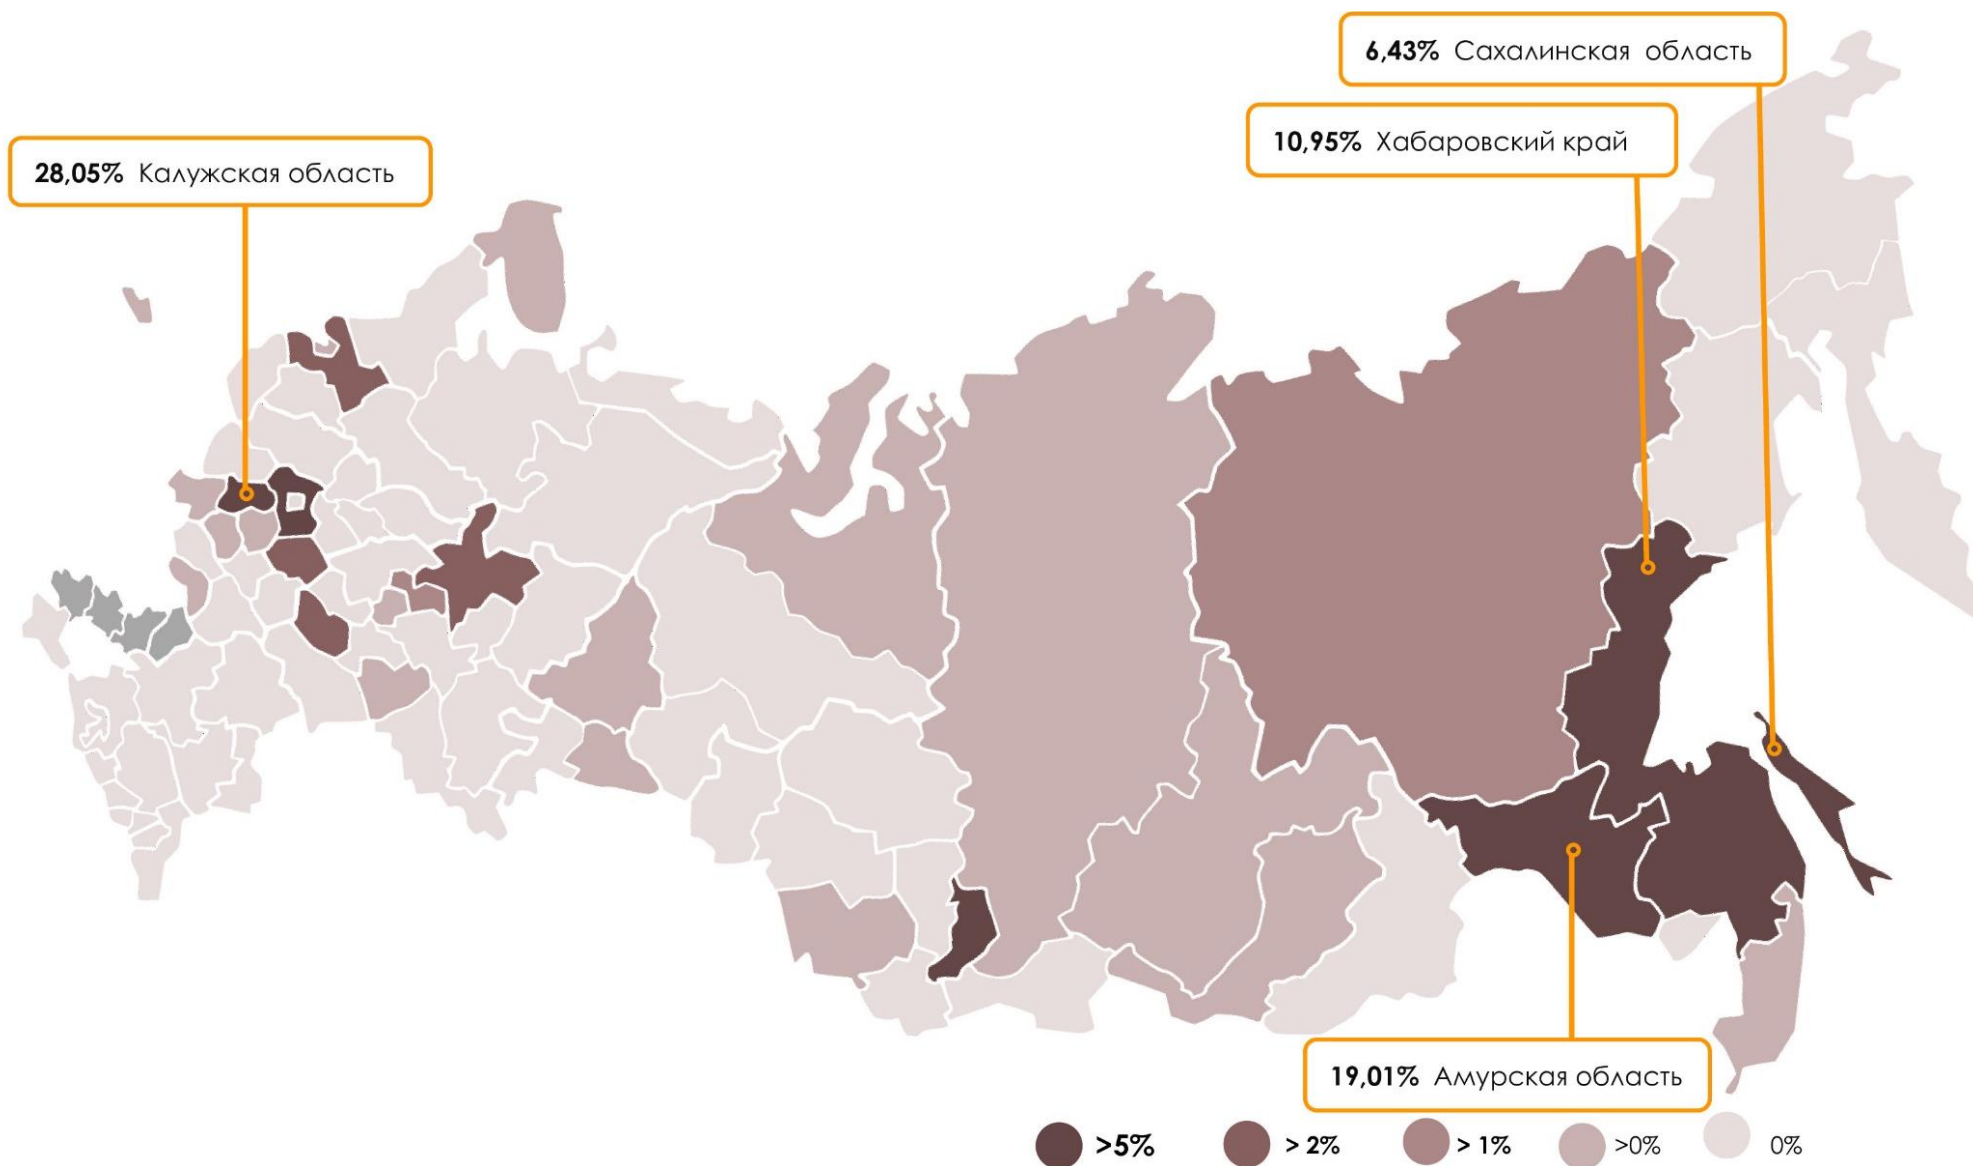 6,43% Сахалинская область
10,95% Хабаровский край
28,05% Калужская область
19,01% Амурская область
>5%
> 2%
> 1%
>0%
0%